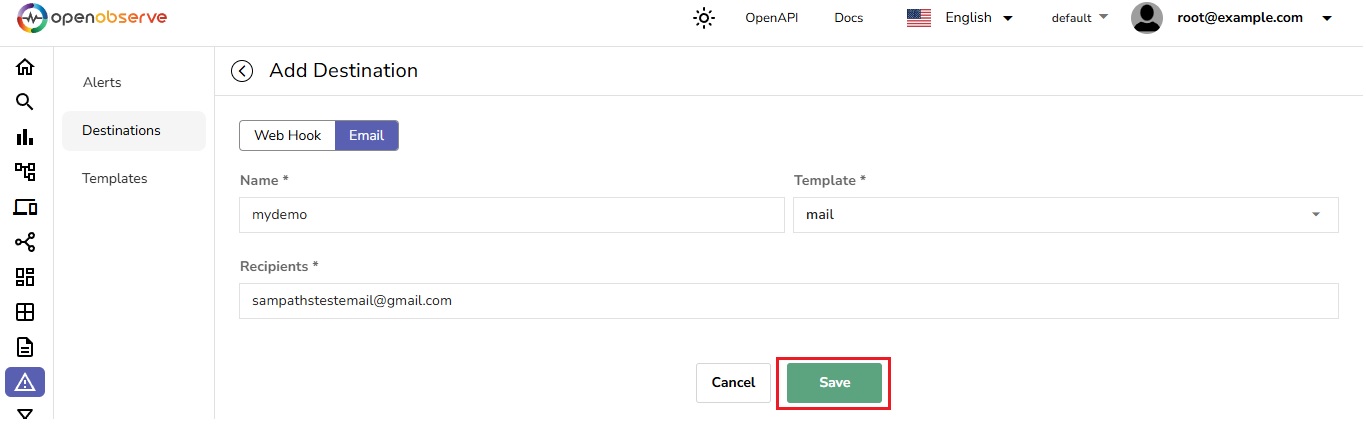 openobserve
OpenAPI
Docs
English
default
root@example.com
Alerts
Destinations
Templates
Add Destination
Web Hook
Email
Name *
Template *
mydemo
mail
Recipients *
sampathstestemail@gmail.com
Cancel
Save